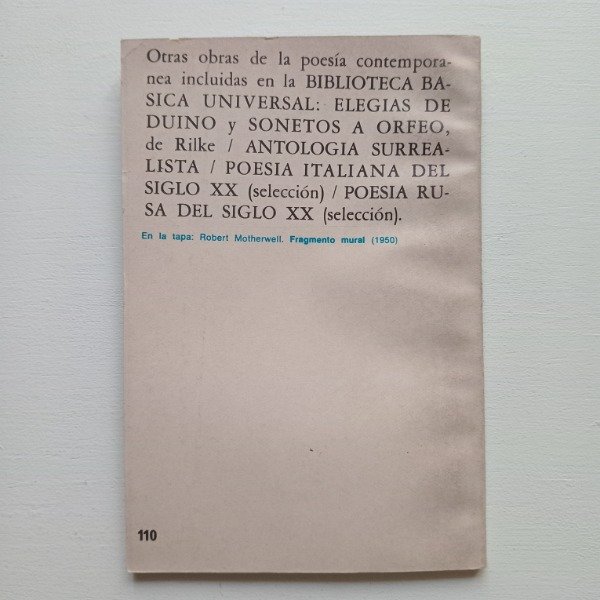 Otras obras de la poesía contemporá-
nea incluidas en la BIBLIOTECA BA-
SICA UNIVERSAL: ELEGIAS DE
DUINO y SONETOS A ORFEO,
de Rilke / ANTOLOGIA SURREA-
LISTA / POESIA ITALIANA DEL
SIGLO XX (selección) / POESIA RU-
SA DEL SIGLO XX (selección).
En la tapa: Robert Motherwell. Fragmento mural (1950)
110